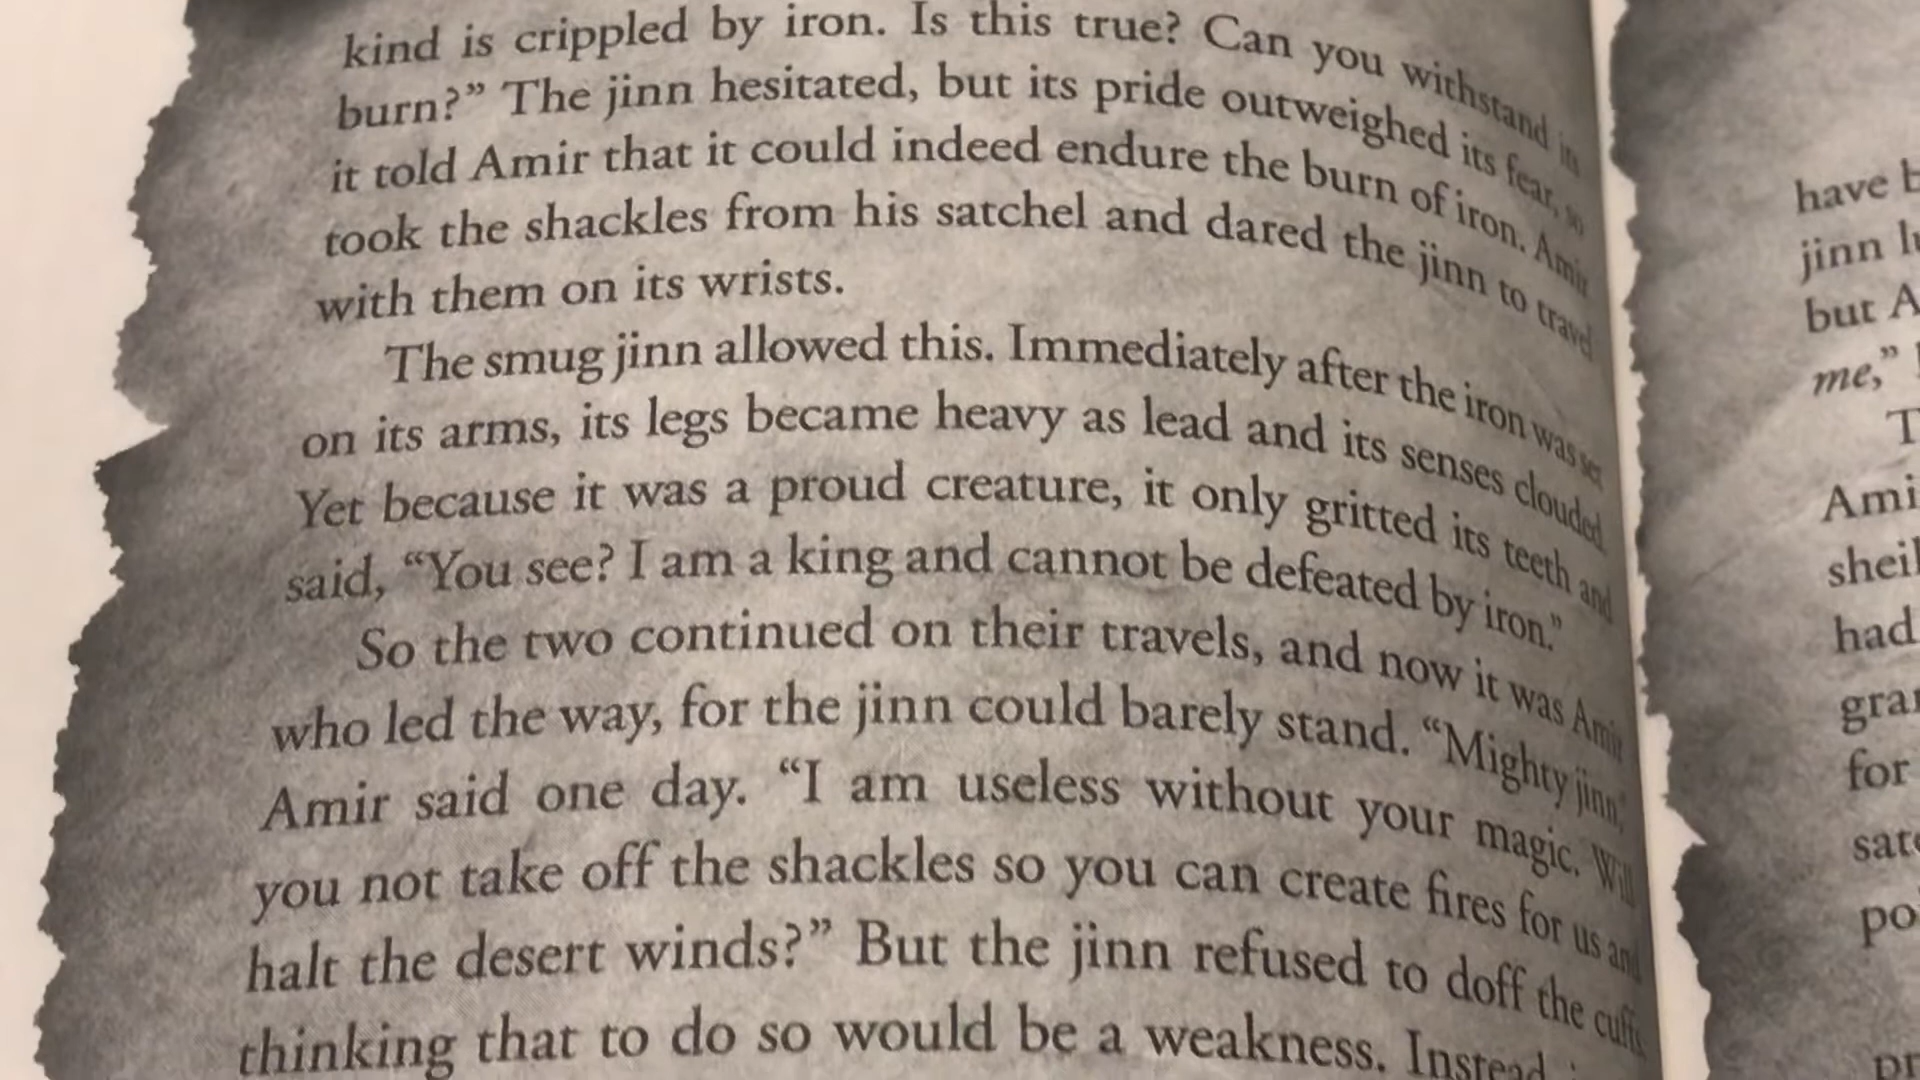 kind is crippled by iron. Is this true? Can you withstand its
burn?” The jinn hesitated, but its pride outweighed its fear, so
it told Amir that it could indeed endure the burn of iron. Amir
took the shackles from his satchel and dared the jinn to travel
with them on its wrists.
The smug jinn allowed this. Immediately after the iron was set
on its arms, its legs became heavy as lead and its senses clouded.
Yet because it was a proud creature, it only gritted its teeth and
said, “You see? I am a king and cannot be defeated by iron.”
So the two continued on their travels, and now it was Amir
who led the way, for the jinn could barely stand. “Mighty jinn,”
Amir said one day. “I am useless without your magic. Will
you not take off the shackles so you can create fires for us and
halt the desert winds?” But the jinn refused to doff the cuffs
thinking that to do so would be a weakness. Instead
have b
jinn
but A
me,”
T
Ami
sheil
had
gra
for
sat
po
pr